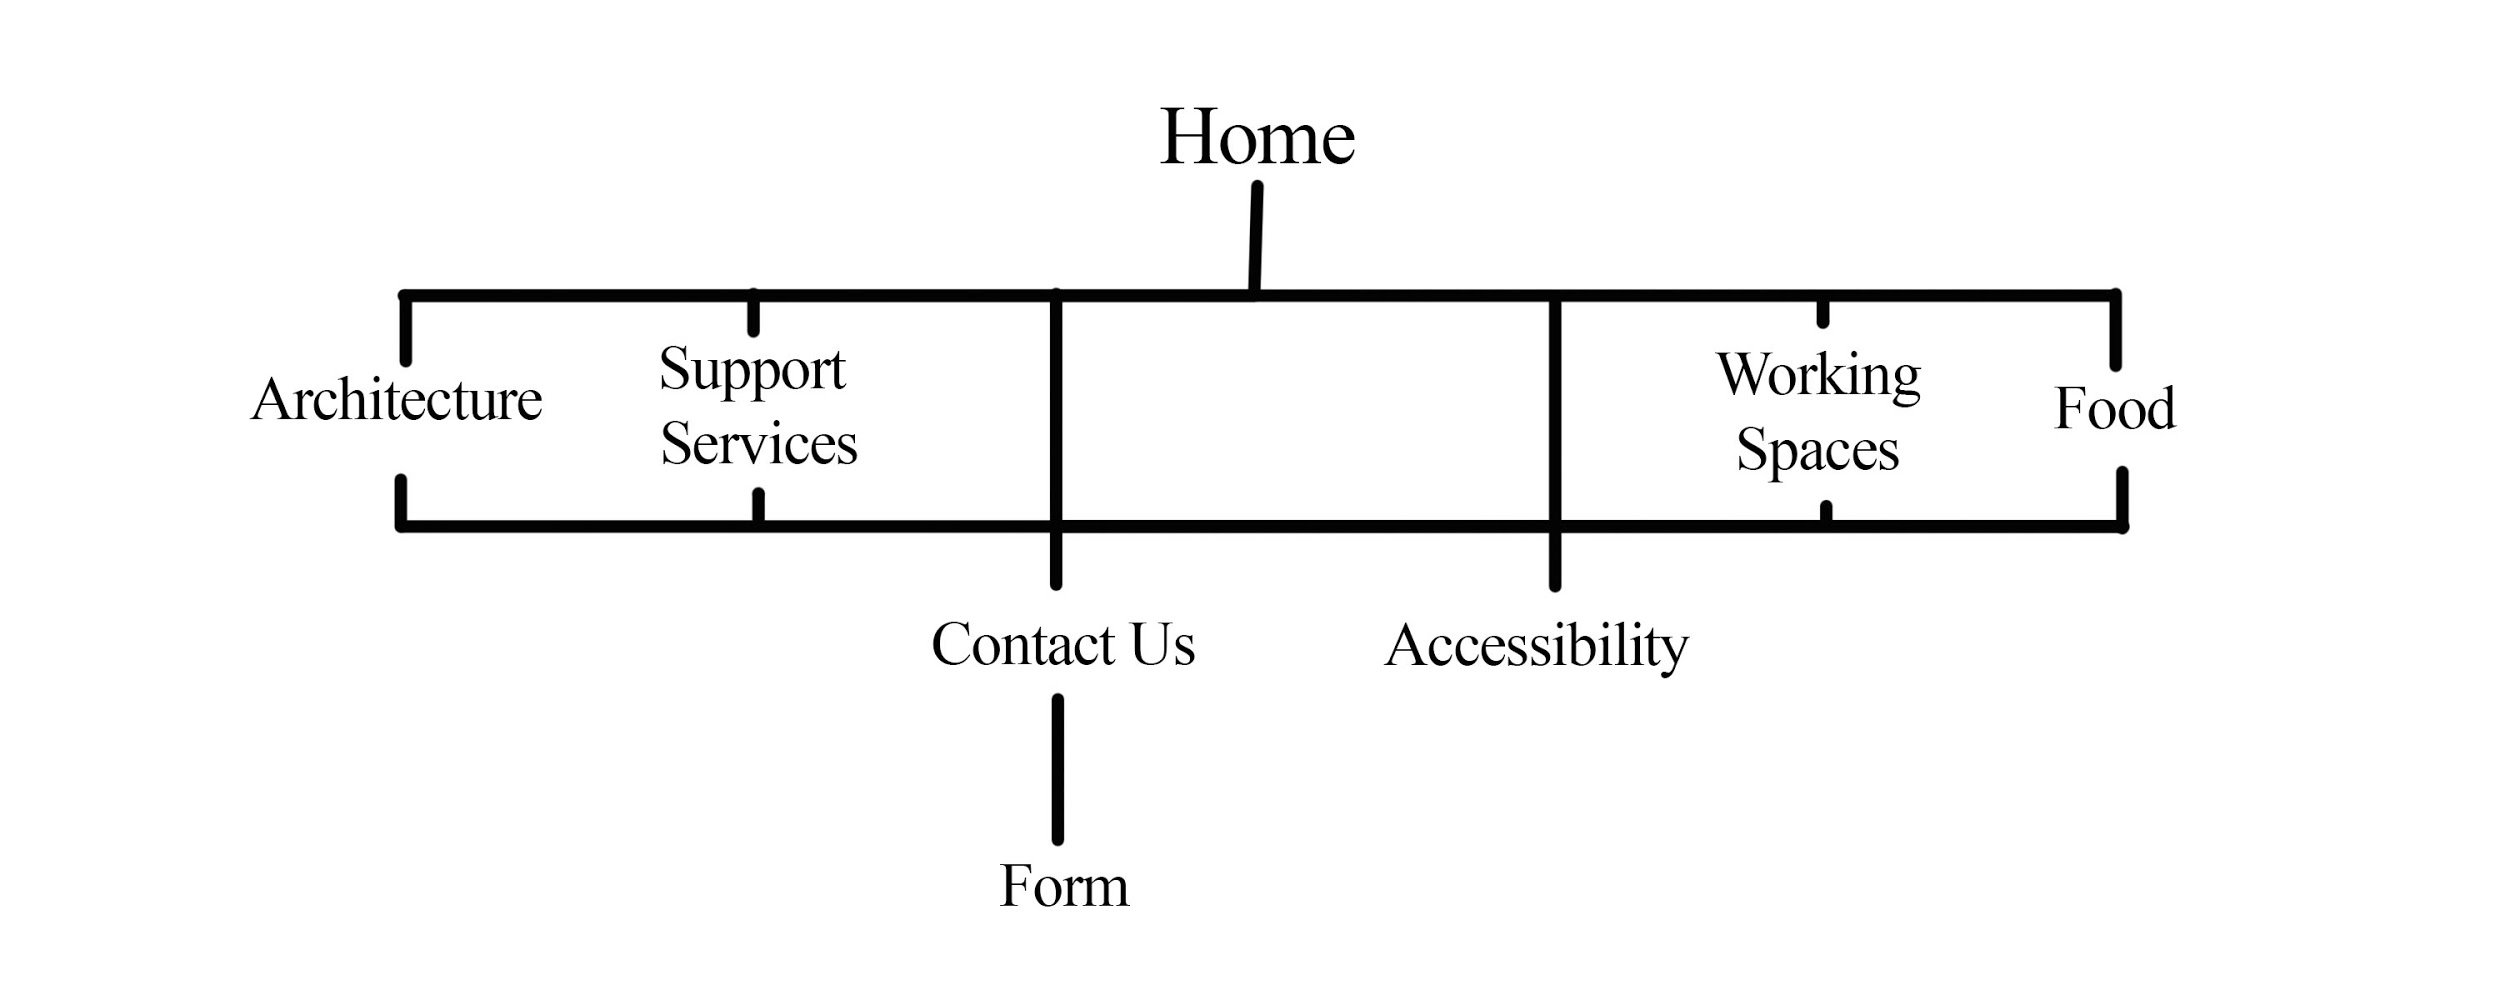 Home
Architecture
Support
Services
Working
Spaces
Food
Contact Us
Accessibility
Form